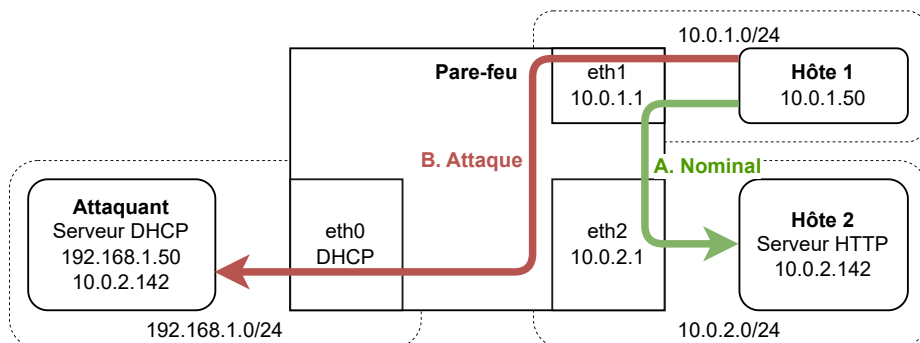 10.0.1.0/24
Pare-feu
eth1
10.0.1.1
Hôte 1
10.0.1.50
B. Attaque
A. Nominal
Attaquant
Serveur DHCP
192.168.1.50
10.0.2.142
eth0
DHCP
eth2
10.0.2.1
Hôte 2
Serveur HTTP
10.0.2.142
192.168.1.0/24
10.0.2.0/24